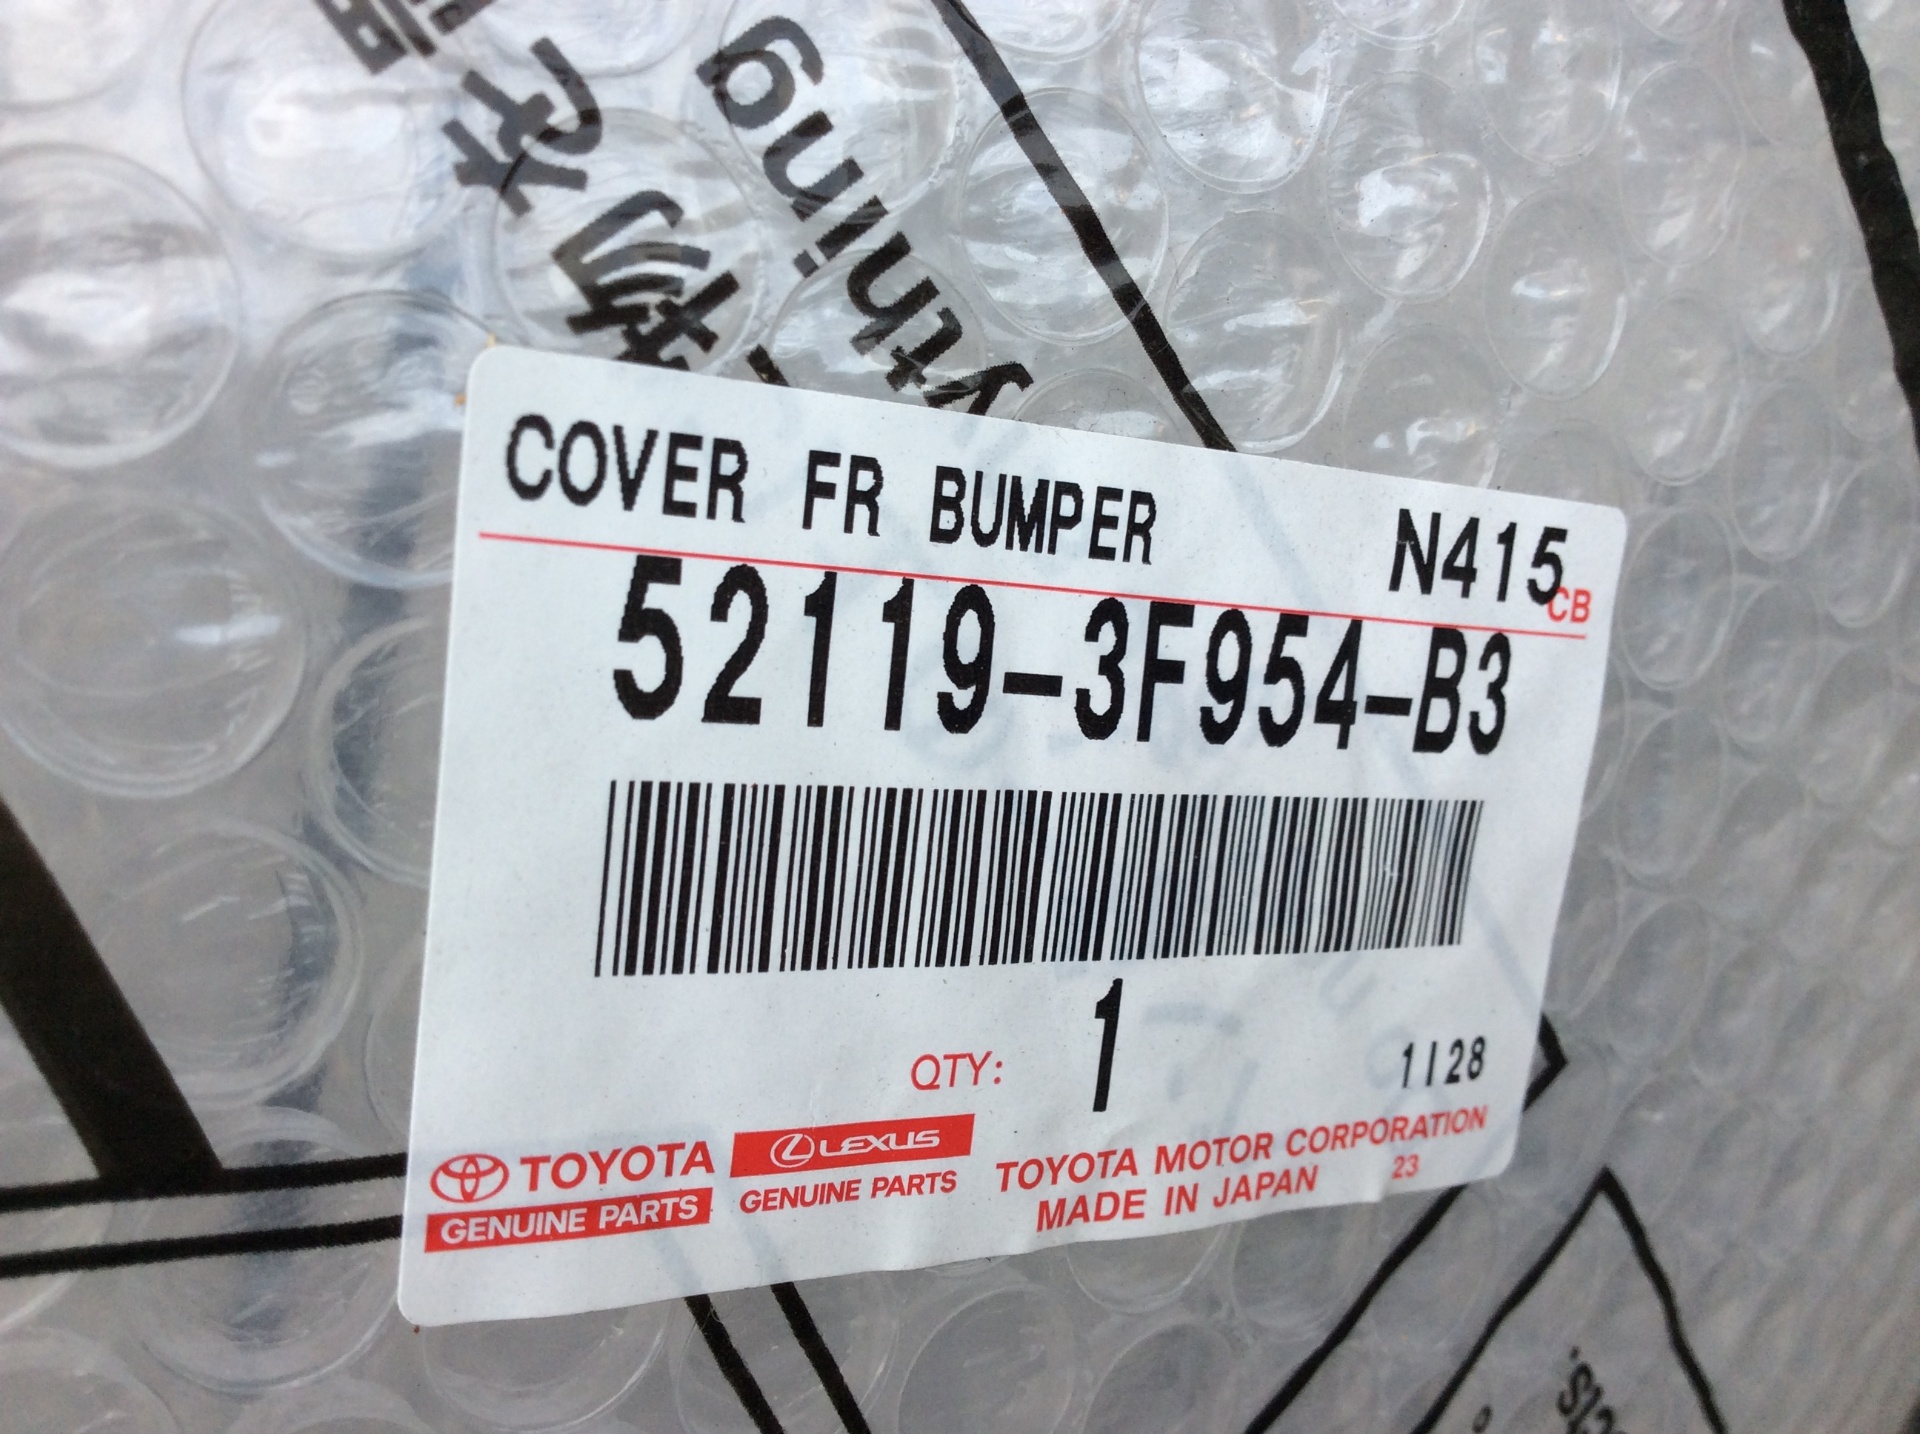 COVER FR BUMPER N415
CB
52119-3F954-B3
QTY: 1 1128
TOYOTA
GENUINE PARTS
LEXUS
GENUINE PARTS
TOYOTA MOTOR CORPORATION
MADE IN JAPAN 23